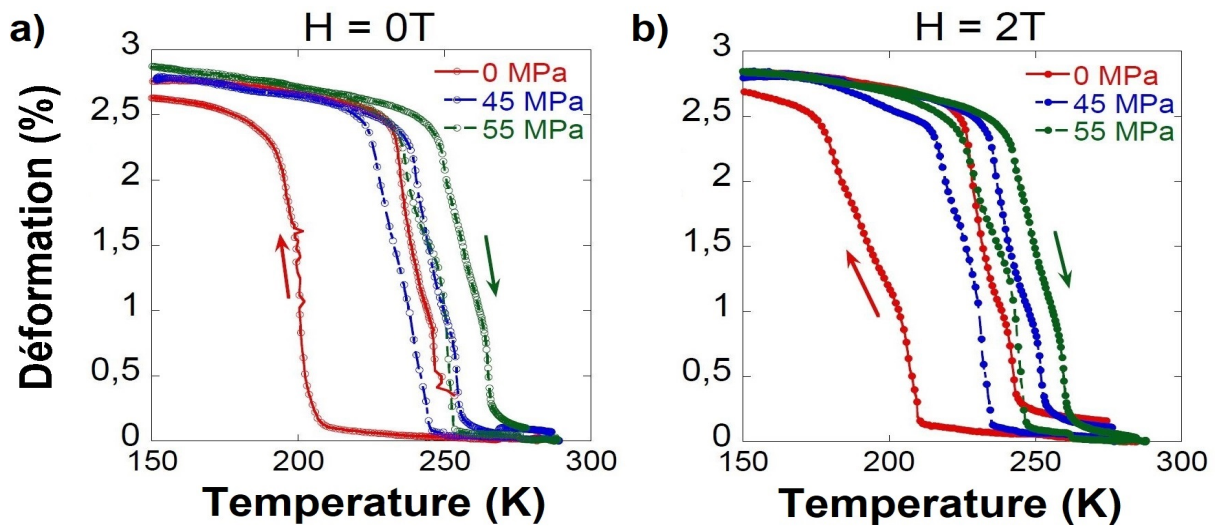 a)
H = 0T
Déformation (%)
3
2,5
2
1,5
1
0,5
0
0 MPa
45 MPa
55 MPa
150
200
250
300
Temperature (K)
b)
H = 2T
3
2,5
2
1,5
1
0,5
0
0 MPa
45 MPa
55 MPa
150
200
250
300
Temperature (K)